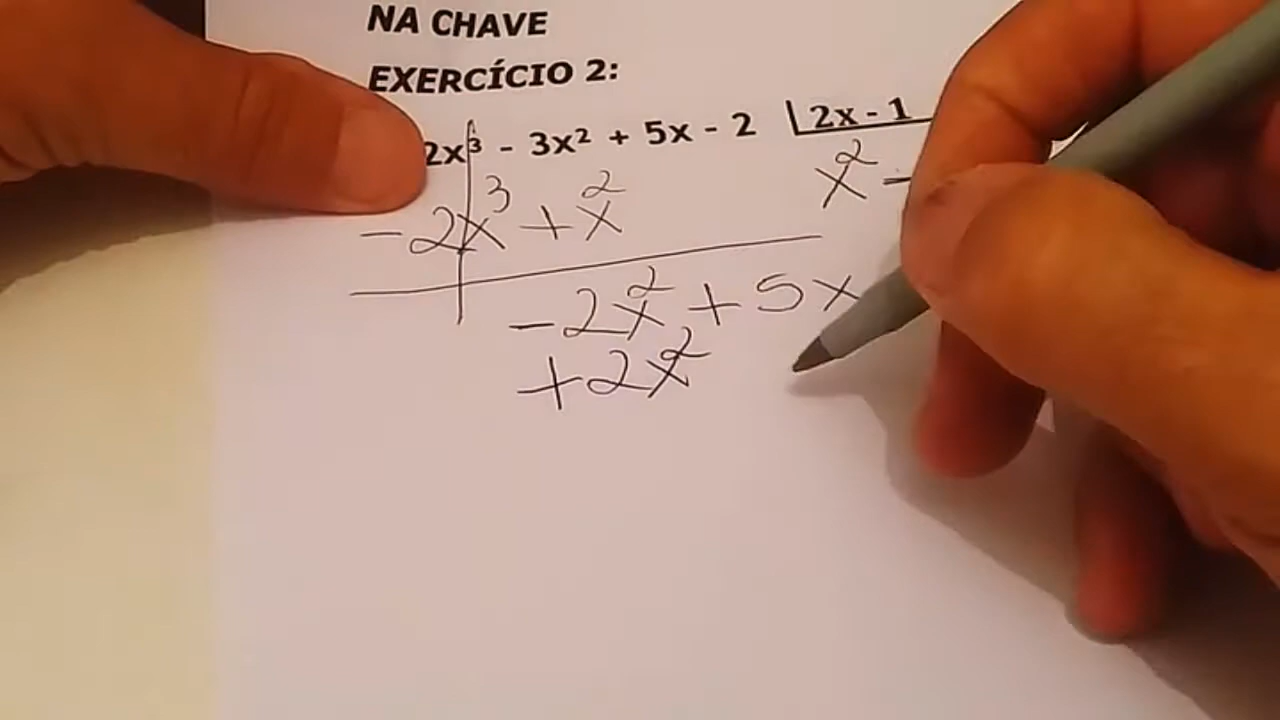 NA CHAVE
EXERCÍCIO 2:
2x³ - 3x² + 5x - 2 |2x - 1
-2x³ + x² x² -
-2x² + 5x
+2x²